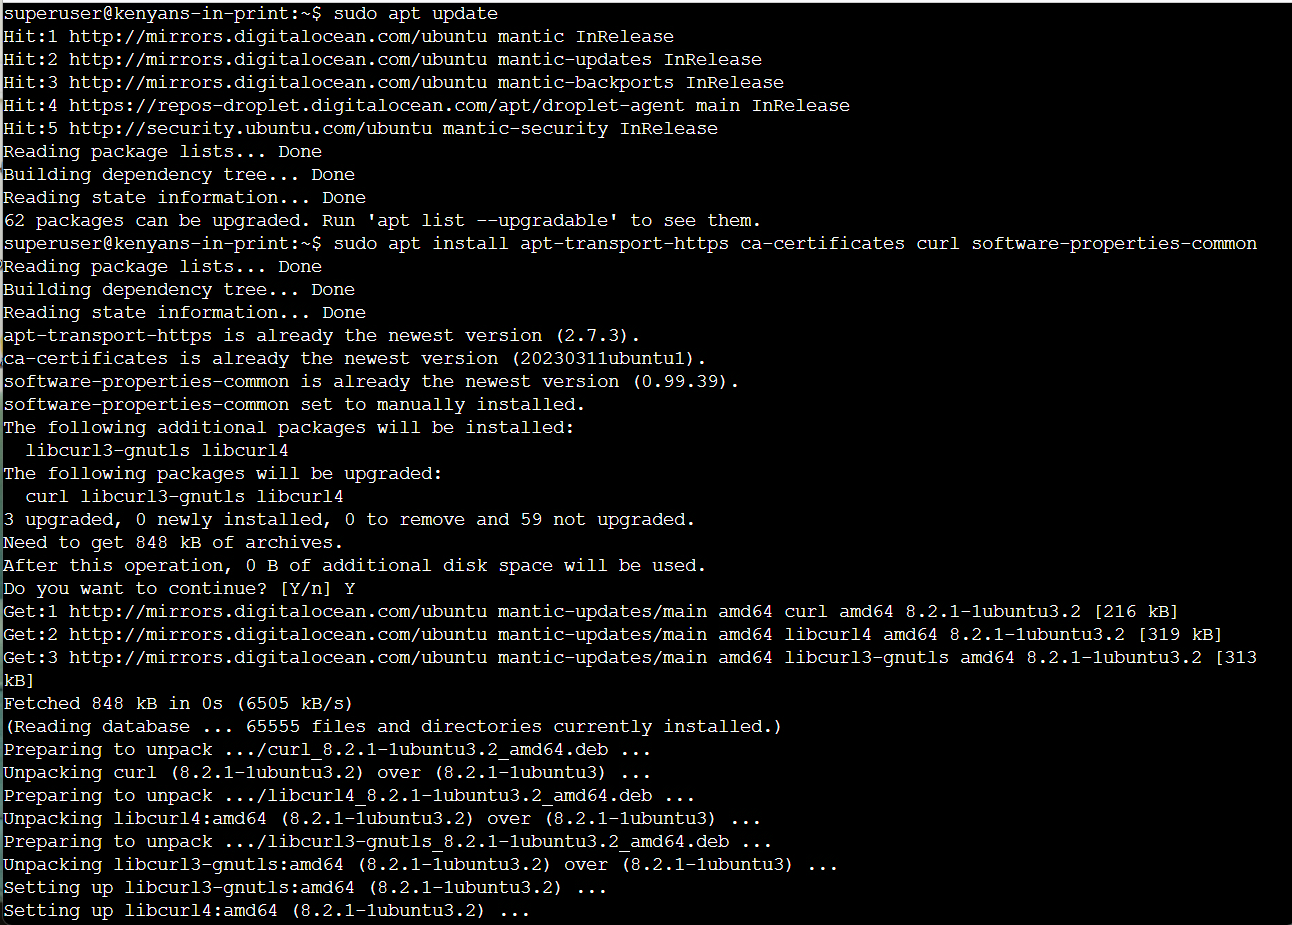 superuser@kenyans-in-print:~$ sudo apt update
Hit:1 http://mirrors.digitalocean.com/ubuntu mantic InRelease
Hit:2 http://mirrors.digitalocean.com/ubuntu mantic-updates InRelease
Hit:3 http://mirrors.digitalocean.com/ubuntu mantic-backports InRelease
Hit:4 https://repos-droplet.digitalocean.com/apt/droplet-agent main InRelease
Hit:5 http://security.ubuntu.com/ubuntu mantic-security InRelease
Reading package lists... Done
Building dependency tree... Done
Reading state information... Done
62 packages can be upgraded. Run 'apt list --upgradable' to see them.
superuser@kenyans-in-print:~$ sudo apt install apt-transport-https ca-certificates curl software-properties-common
Reading package lists... Done
Building dependency tree... Done
Reading state information... Done
apt-transport-https is already the newest version (2.7.3).
ca-certificates is already the newest version (20230311ubuntu1).
software-properties-common is already the newest version (0.99.39).
software-properties-common set to manually installed.
The following additional packages will be installed:
  libcurl3-gnutls libcurl4
The following packages will be upgraded:
  curl libcurl3-gnutls libcurl4
3 upgraded, 0 newly installed, 0 to remove and 59 not upgraded.
Need to get 848 kB of archives.
After this operation, 0 B of additional disk space will be used.
Do you want to continue? [Y/n] Y
Get:1 http://mirrors.digitalocean.com/ubuntu mantic-updates/main amd64 curl amd64 8.2.1-1ubuntu3.2 [216 kB]
Get:2 http://mirrors.digitalocean.com/ubuntu mantic-updates/main amd64 libcurl4 amd64 8.2.1-1ubuntu3.2 [319 kB]
Get:3 http://mirrors.digitalocean.com/ubuntu mantic-updates/main amd64 libcurl3-gnutls amd64 8.2.1-1ubuntu3.2 [313
kB]
Fetched 848 kB in 0s (6505 kB/s)
(Reading database ... 65555 files and directories currently installed.)
Preparing to unpack .../curl_8.2.1-1ubuntu3.2_amd64.deb ...
Unpacking curl (8.2.1-1ubuntu3.2) over (8.2.1-1ubuntu3) ...
Preparing to unpack .../libcurl4_8.2.1-1ubuntu3.2_amd64.deb ...
Unpacking libcurl4:amd64 (8.2.1-1ubuntu3.2) over (8.2.1-1ubuntu3) ...
Preparing to unpack .../libcurl3-gnutls_8.2.1-1ubuntu3.2_amd64.deb ...
Unpacking libcurl3-gnutls:amd64 (8.2.1-1ubuntu3.2) over (8.2.1-1ubuntu3) ...
Setting up libcurl3-gnutls:amd64 (8.2.1-1ubuntu3.2) ...
Setting up libcurl4:amd64 (8.2.1-1ubuntu3.2) ...